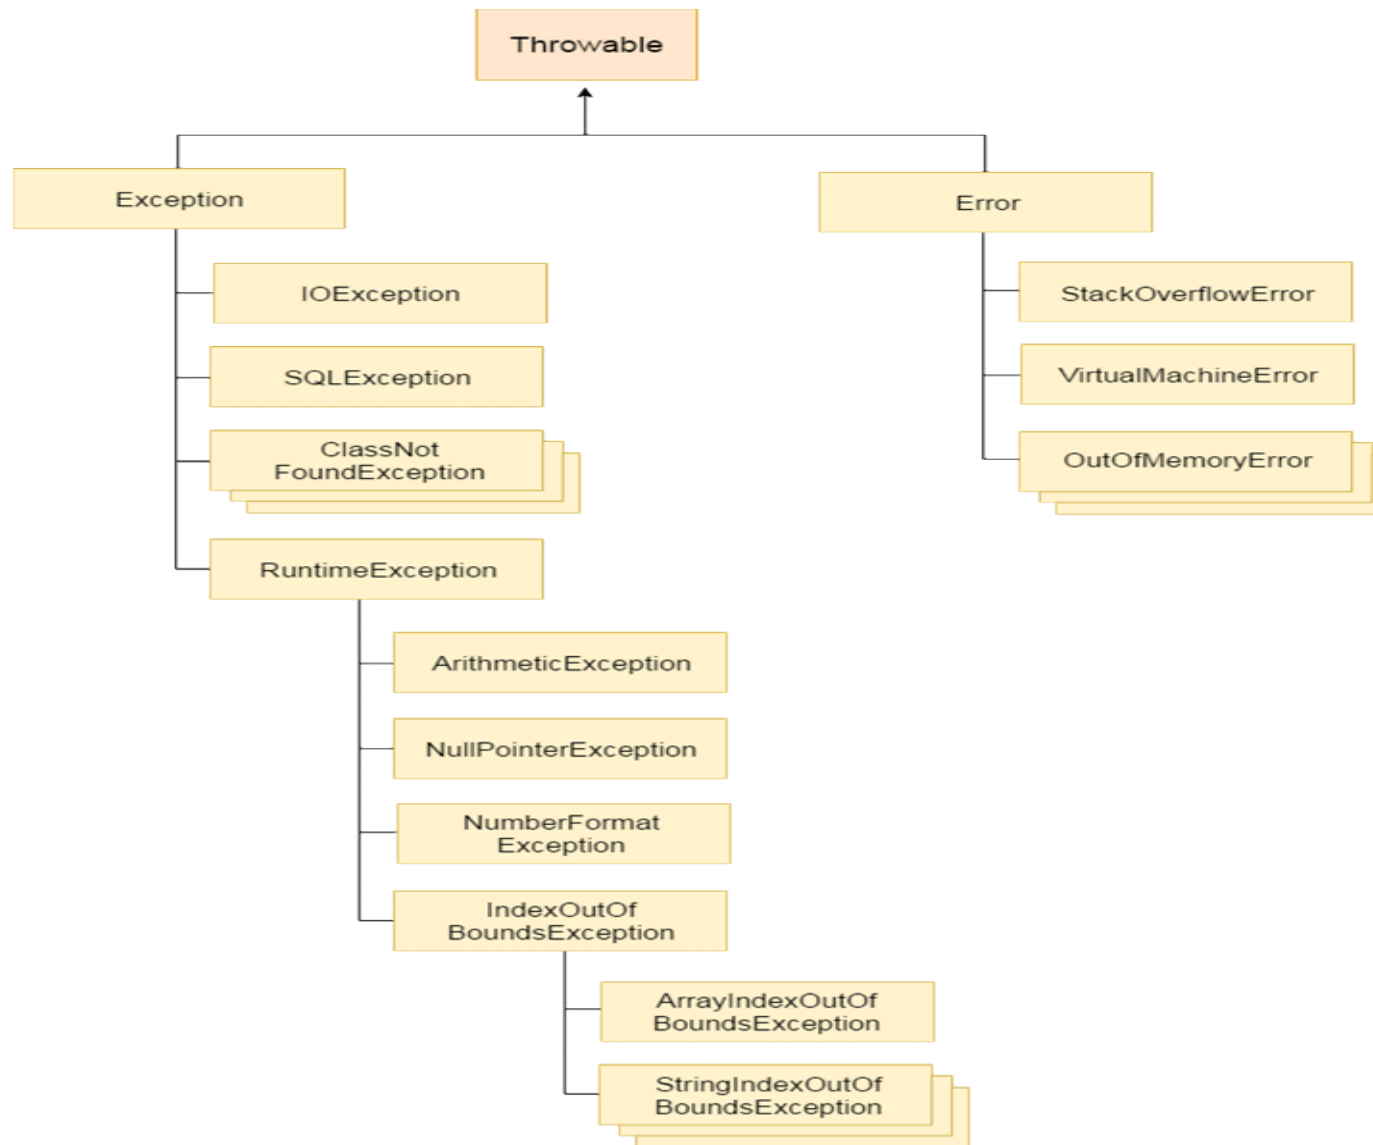 Throwable
Exception
Error
IOException
StackOverflowError
SQLException
VirtualMachineError
ClassNot
FoundException
OutOfMemoryError
RuntimeException
ArithmeticException
NullPointerException
NumberFormat
Exception
IndexOutOf
BoundsException
ArrayIndexOutOf
BoundsException
StringIndexOutOf
BoundsException